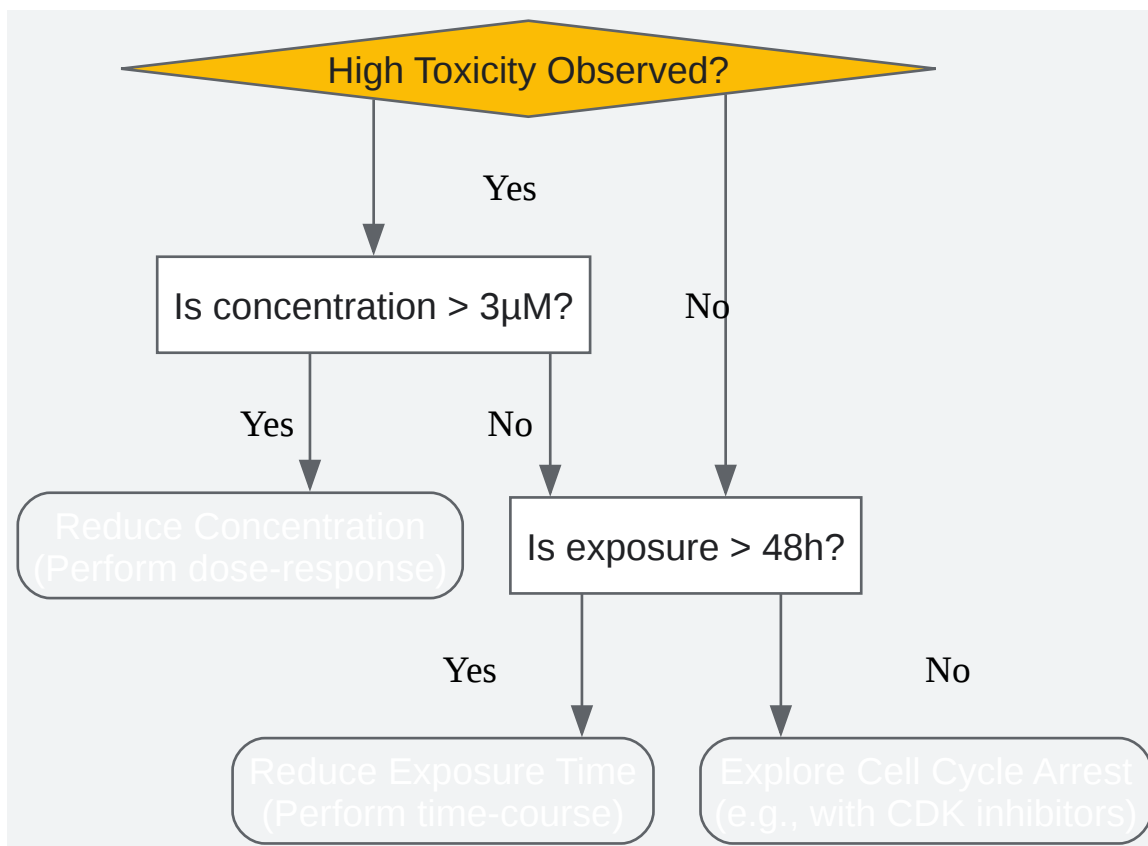 High Toxicity Observed?
Yes
Is concentration > 3µM?
No
Yes
No
Reduce Concentration
(Perform dose-response)
Is exposure > 48h?
Yes
No
Reduce Exposure Time
(Perform time-course)
Explore Cell Cycle Arrest
(e.g., with CDK inhibitors)